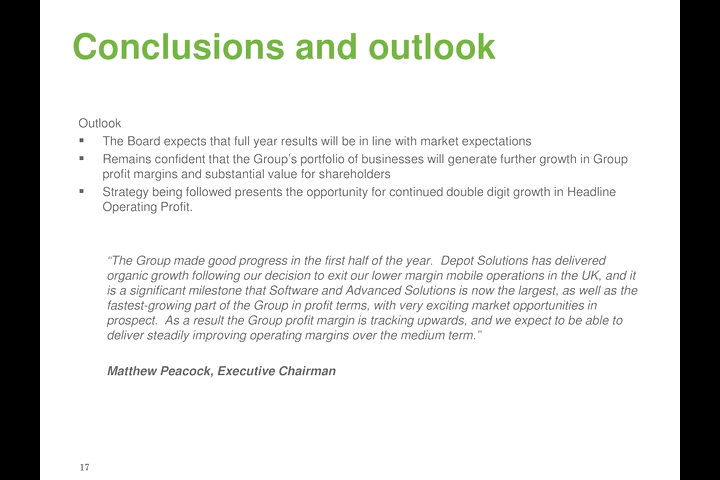 Conclusions and outlook
Outlook
▪ The Board expects that full year results will be in line with market expectations
▪ Remains confident that the Group's portfolio of businesses will generate further growth in Group
profit margins and substantial value for shareholders
▪ Strategy being followed presents the opportunity for continued double digit growth in Headline
Operating Profit.
“The Group made good progress in the first half of the year.  Depot Solutions has delivered
organic growth following our decision to exit our lower margin mobile operations in the UK, and it
is a significant milestone that Software and Advanced Solutions is now the largest, as well as the
fastest-growing part of the Group in profit terms, with very exciting market opportunities in
prospect.  As a result the Group profit margin is tracking upwards, and we expect to be able to
deliver steadily improving operating margins over the medium term.”
Matthew Peacock, Executive Chairman
17